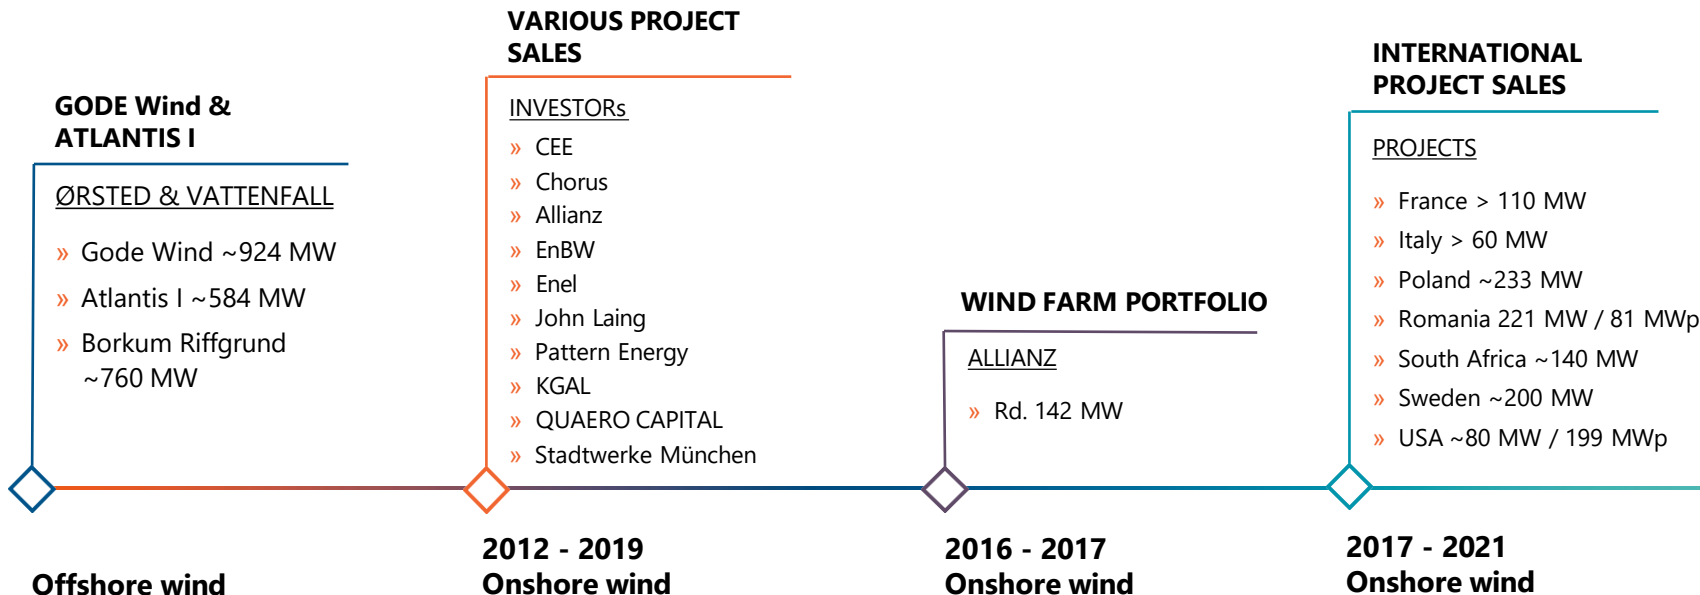 GODE Wind &
ATLANTIS I
ØRSTED & VATTENFALL
» Gode Wind ~924 MW
» Atlantis I ~584 MW
» Borkum Riffgrund
~760 MW
Offshore wind
VARIOUS PROJECT
SALES
INVESTORs
» CEE
» Chorus
» Allianz
» EnBW
» Enel
» John Laing
» Pattern Energy
» KGAL
» QUAERO CAPITAL
» Stadtwerke München
2012 - 2019
Onshore wind
WIND FARM PORTFOLIO
ALLIANZ
» Rd. 142 MW
2016 - 2017
Onshore wind
INTERNATIONAL
PROJECT SALES
PROJECTS
» France > 110 MW
» Italy > 60 MW
» Poland ~233 MW
» Romania 221 MW / 81 MWp
» South Africa ~140 MW
» Sweden ~200 MW
» USA ~80 MW / 199 MWp
2017 - 2021
Onshore wind